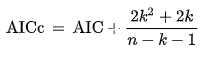 AICc = AIC + \frac{2k^2 + 2k}{n - k - 1}